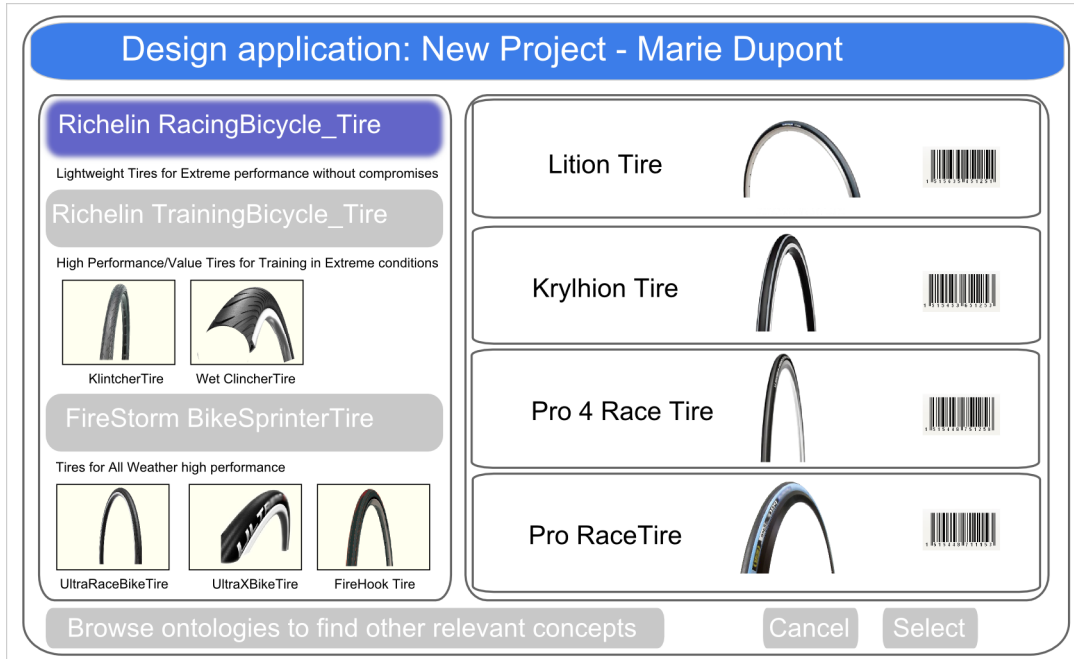 Design application: New Project - Marie Dupont
Richelin RacingBicycle_Tire
Lightweight Tires for Extreme performance without compromises
Richelin TrainingBicycle_Tire
High Performance/Value Tires for Training in Extreme conditions
KlintcherTire
Wet ClincherTire
FireStorm BikeSprinterTire
Tires for All Weather high performance
UltraRaceBikeTire
UltraXBikeTire
FireHook Tire
Lition Tire
Krylhion Tire
Pro 4 Race Tire
Pro RaceTire
Browse ontologies to find other relevant concepts
Cancel
Select